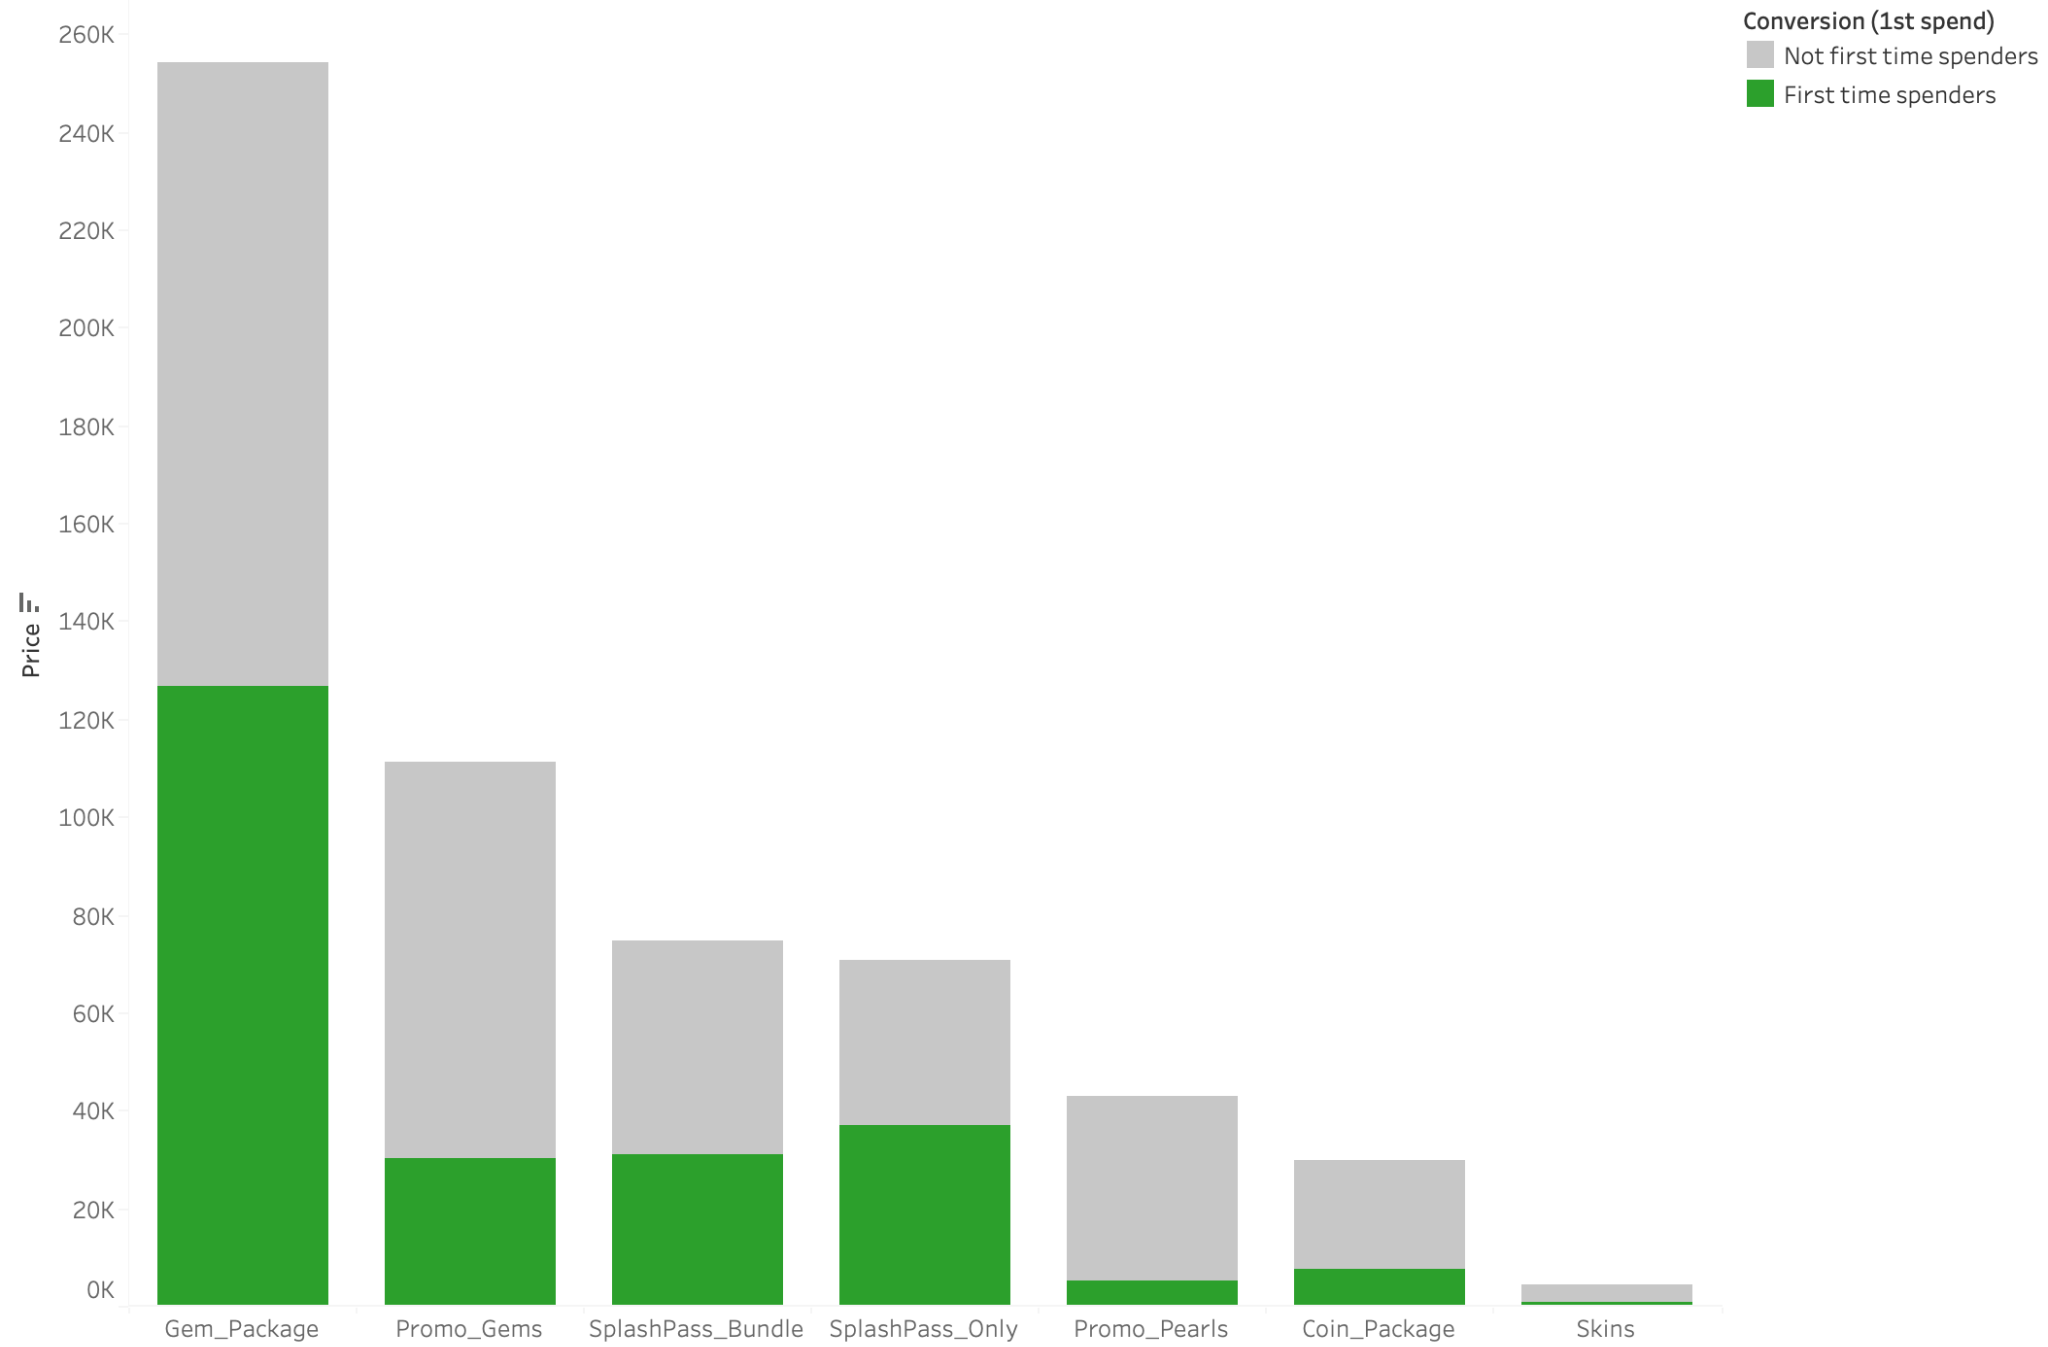 260K
240K
220K
200K
180K
160K
140K
120K
100K
80K
60K
40K
20K
0K
Price
Gem_Package
Promo_Gems
SplashPass_Bundle
SplashPass_Only
Promo_Pearls
Coin_Package
Skins
Conversion (1st spend)
Not first time spenders
First time spenders